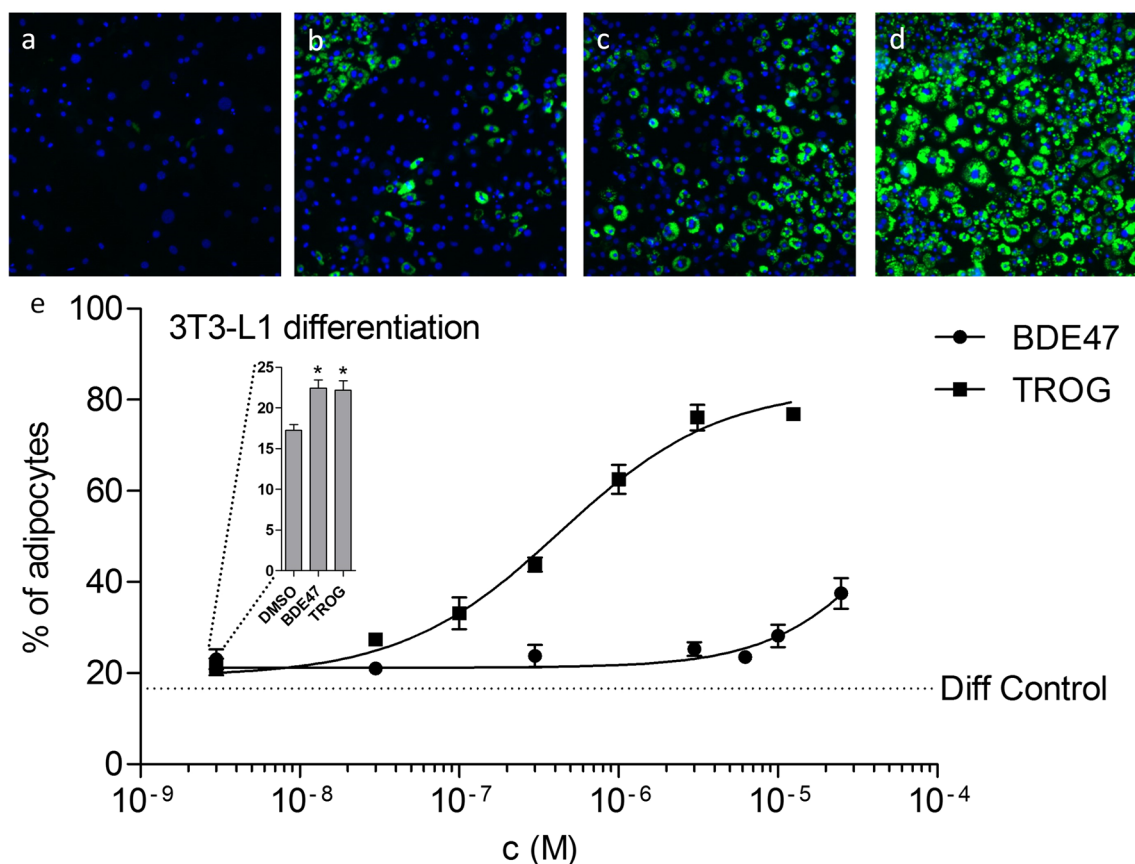 a
b
c
d
e
3T3-L1 differentiation
BDE47
TROG
100
80
60
40
20
0
% of adipocytes
25
20
15
10
5
0
*
*
DMSO
BDE47
TROG
Diff Control
10⁻⁹
10⁻⁸
10⁻⁷
10⁻⁶
10⁻⁵
10⁻⁴
c (M)